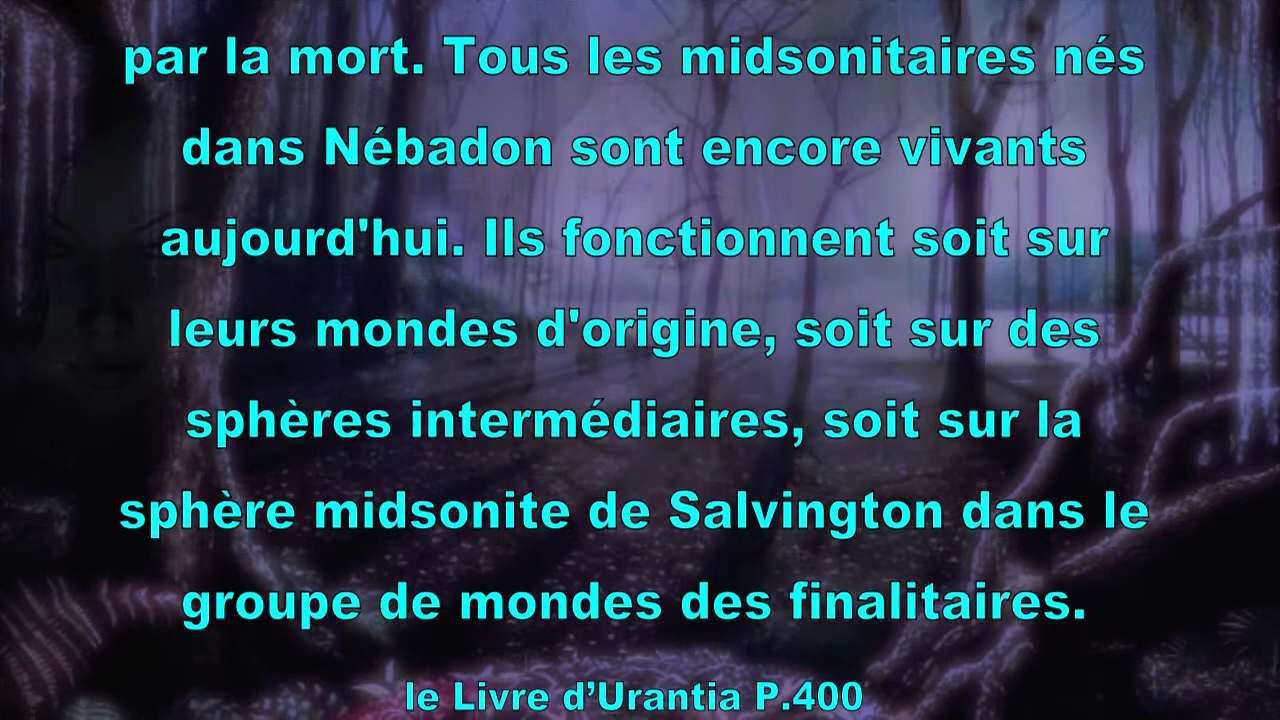 par la mort. Tous les midsonitaires nés
dans Nébadon sont encore vivants
aujourd'hui. Ils fonctionnent soit sur
leurs mondes d'origine, soit sur des
sphères intermédiaires, soit sur la
sphère midsonite de Salvington dans le
groupe de mondes des finalitaires.
le Livre d’Urantia P.400